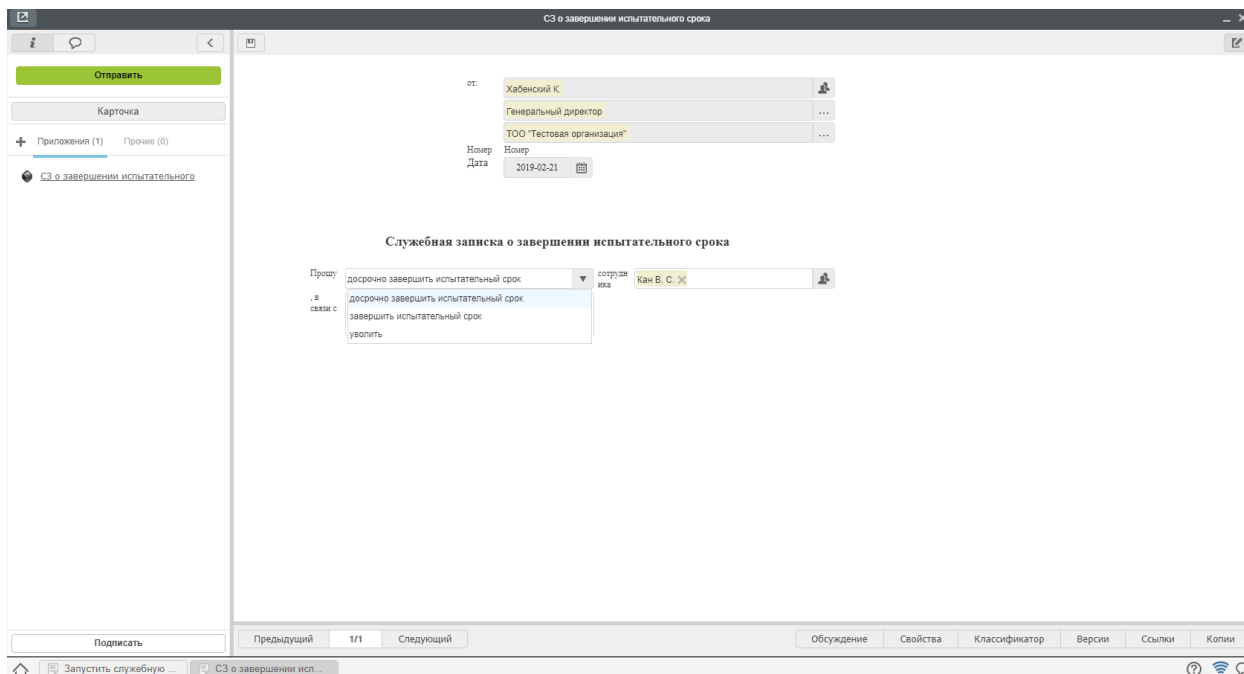 СЗ о завершении испытательного срока
Отправить
Карточка
Приложения (1) Прочие (0)
СЗ о завершении испытательного
от: Хабенский К.
Генеральный директор
ТОО "Тестовая организация"
Номер Номер
Дата 2019-02-21
Служебная записка о завершении испытательного срока
Прошу досрочно завершить испытательный срок сотрудн
ика Кан В. С.
, в
связи с
досрочно завершить испытательный срок
завершить испытательный срок
уволить
Подписать
Предыдущий 1/1 Следующий Обсуждение Свойства Классификатор Версии Ссылки Копии
Запустить служебную ... СЗ о завершении исп...